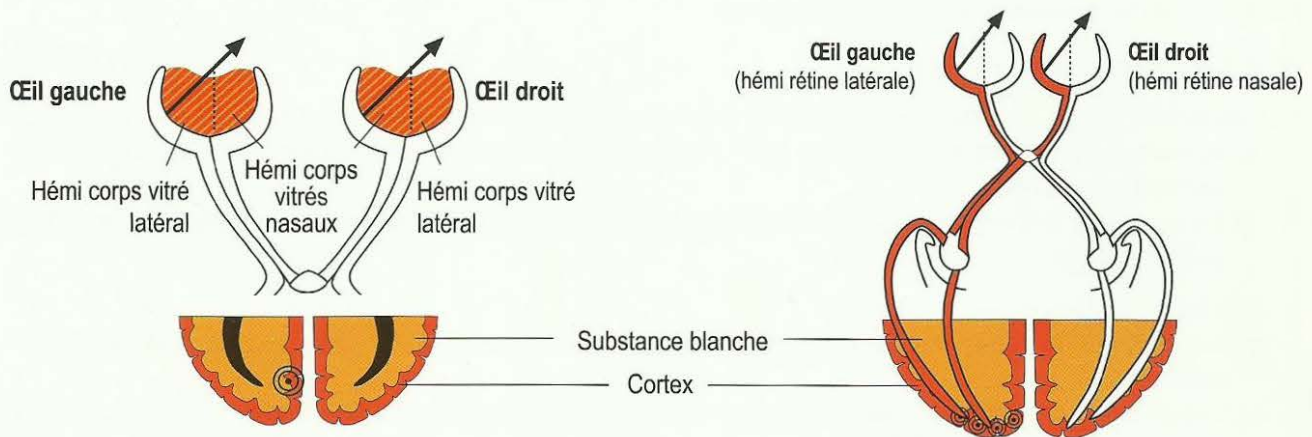 Œil gauche
Œil droit
Hémi corps vitré
latéral
Hémi corps
vitrés
nasaux
Hémi corps vitré
latéral
Œil gauche
(hémi rétine latérale)
Œil droit
(hémi rétine nasale)
Substance blanche
Cortex